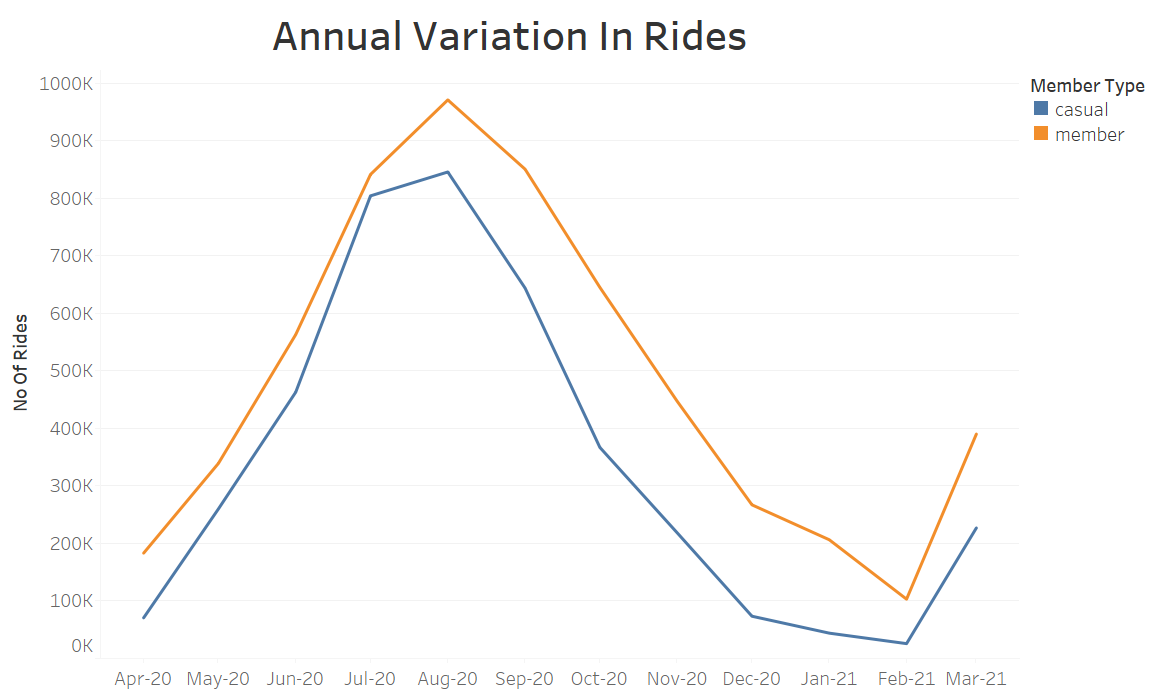 Annual Variation In Rides
1000K
900K
800K
700K
600K
500K
400K
300K
200K
100K
0K
No Of Rides
Apr-20 May-20 Jun-20 Jul-20 Aug-20 Sep-20 Oct-20 Nov-20 Dec-20 Jan-21 Feb-21 Mar-21
Member Type
casual
member